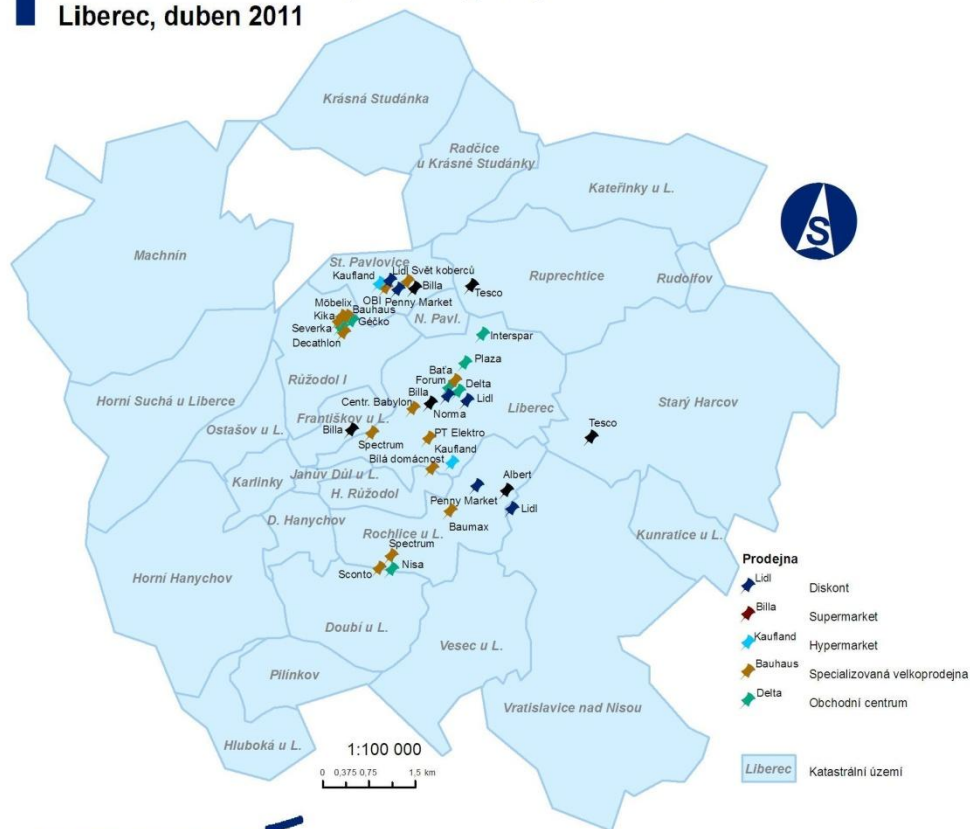 Liberec, duben 2011
Krásná Studánka
Radčice
u Krásné Studánky
Kateřinky u L.
S
Machnín
St. Pavlovice
Ruprechtice
Rudolfov
Kaufland
Lidl
Svět koberců
Billa
Tesco
OBI
Penny Market
Möbelix
Bauhaus
Kika
Géčko
Severka
Decathlon
N. Pavl.
Interspar
Plaza
Baťa
Forum
Delta
Billa
Lidl
Centr. Babylon
Norma
Růžodol I
Horní Suchá u Liberce
Františkov u L.
Liberec
Starý Harcov
Ostašov u L.
Billa
Spectrum
PT Elektro
Tesco
Kaufland
Bílá domácnost
Janův Důl u L.
Karlinky
H. Růžodol
Albert
Penny Market
Lidl
Baumax
D. Hanychov
Rochlice u L.
Kunratice u L.
Spectrum
Nisa
Sconto
Horní Hanychov
Doubí u L.
Vesec u L.
Pilínkov
Vratislavice nad Nisou
Hluboká u L.
1:100 000
0 0,375 0,75 1,5 km
Prodejna
Lidl Diskont
Billa Supermarket
Kaufland Hypermarket
Bauhaus Specializovaná velkoprodejna
Delta Obchodní centrum
Liberec Katastrální území